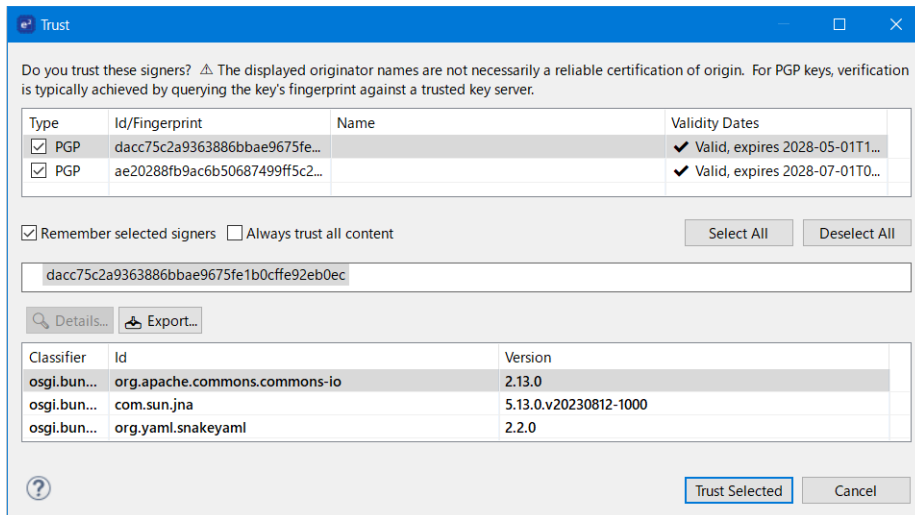 e² Trust
Do you trust these signers? ⚠ The displayed originator names are not necessarily a reliable certification of origin. For PGP keys, verification
is typically achieved by querying the key's fingerprint against a trusted key server.
Type Id/Fingerprint Name Validity Dates
PGP dacc75c2a9363886bbae9675fe... ✔ Valid, expires 2028-05-01T1...
PGP ae20288fb9ac6b50687499ff5c2... ✔ Valid, expires 2028-07-01T0...
Remember selected signers Always trust all content Select All Deselect All
dacc75c2a9363886bbae9675fe1b0cffe92eb0ec
Details... Export...
Classifier Id Version
osgi.bun... org.apache.commons.commons-io 2.13.0
osgi.bun... com.sun.jna 5.13.0.v20230812-1000
osgi.bun... org.yaml.snakeyaml 2.2.0
? Trust Selected Cancel